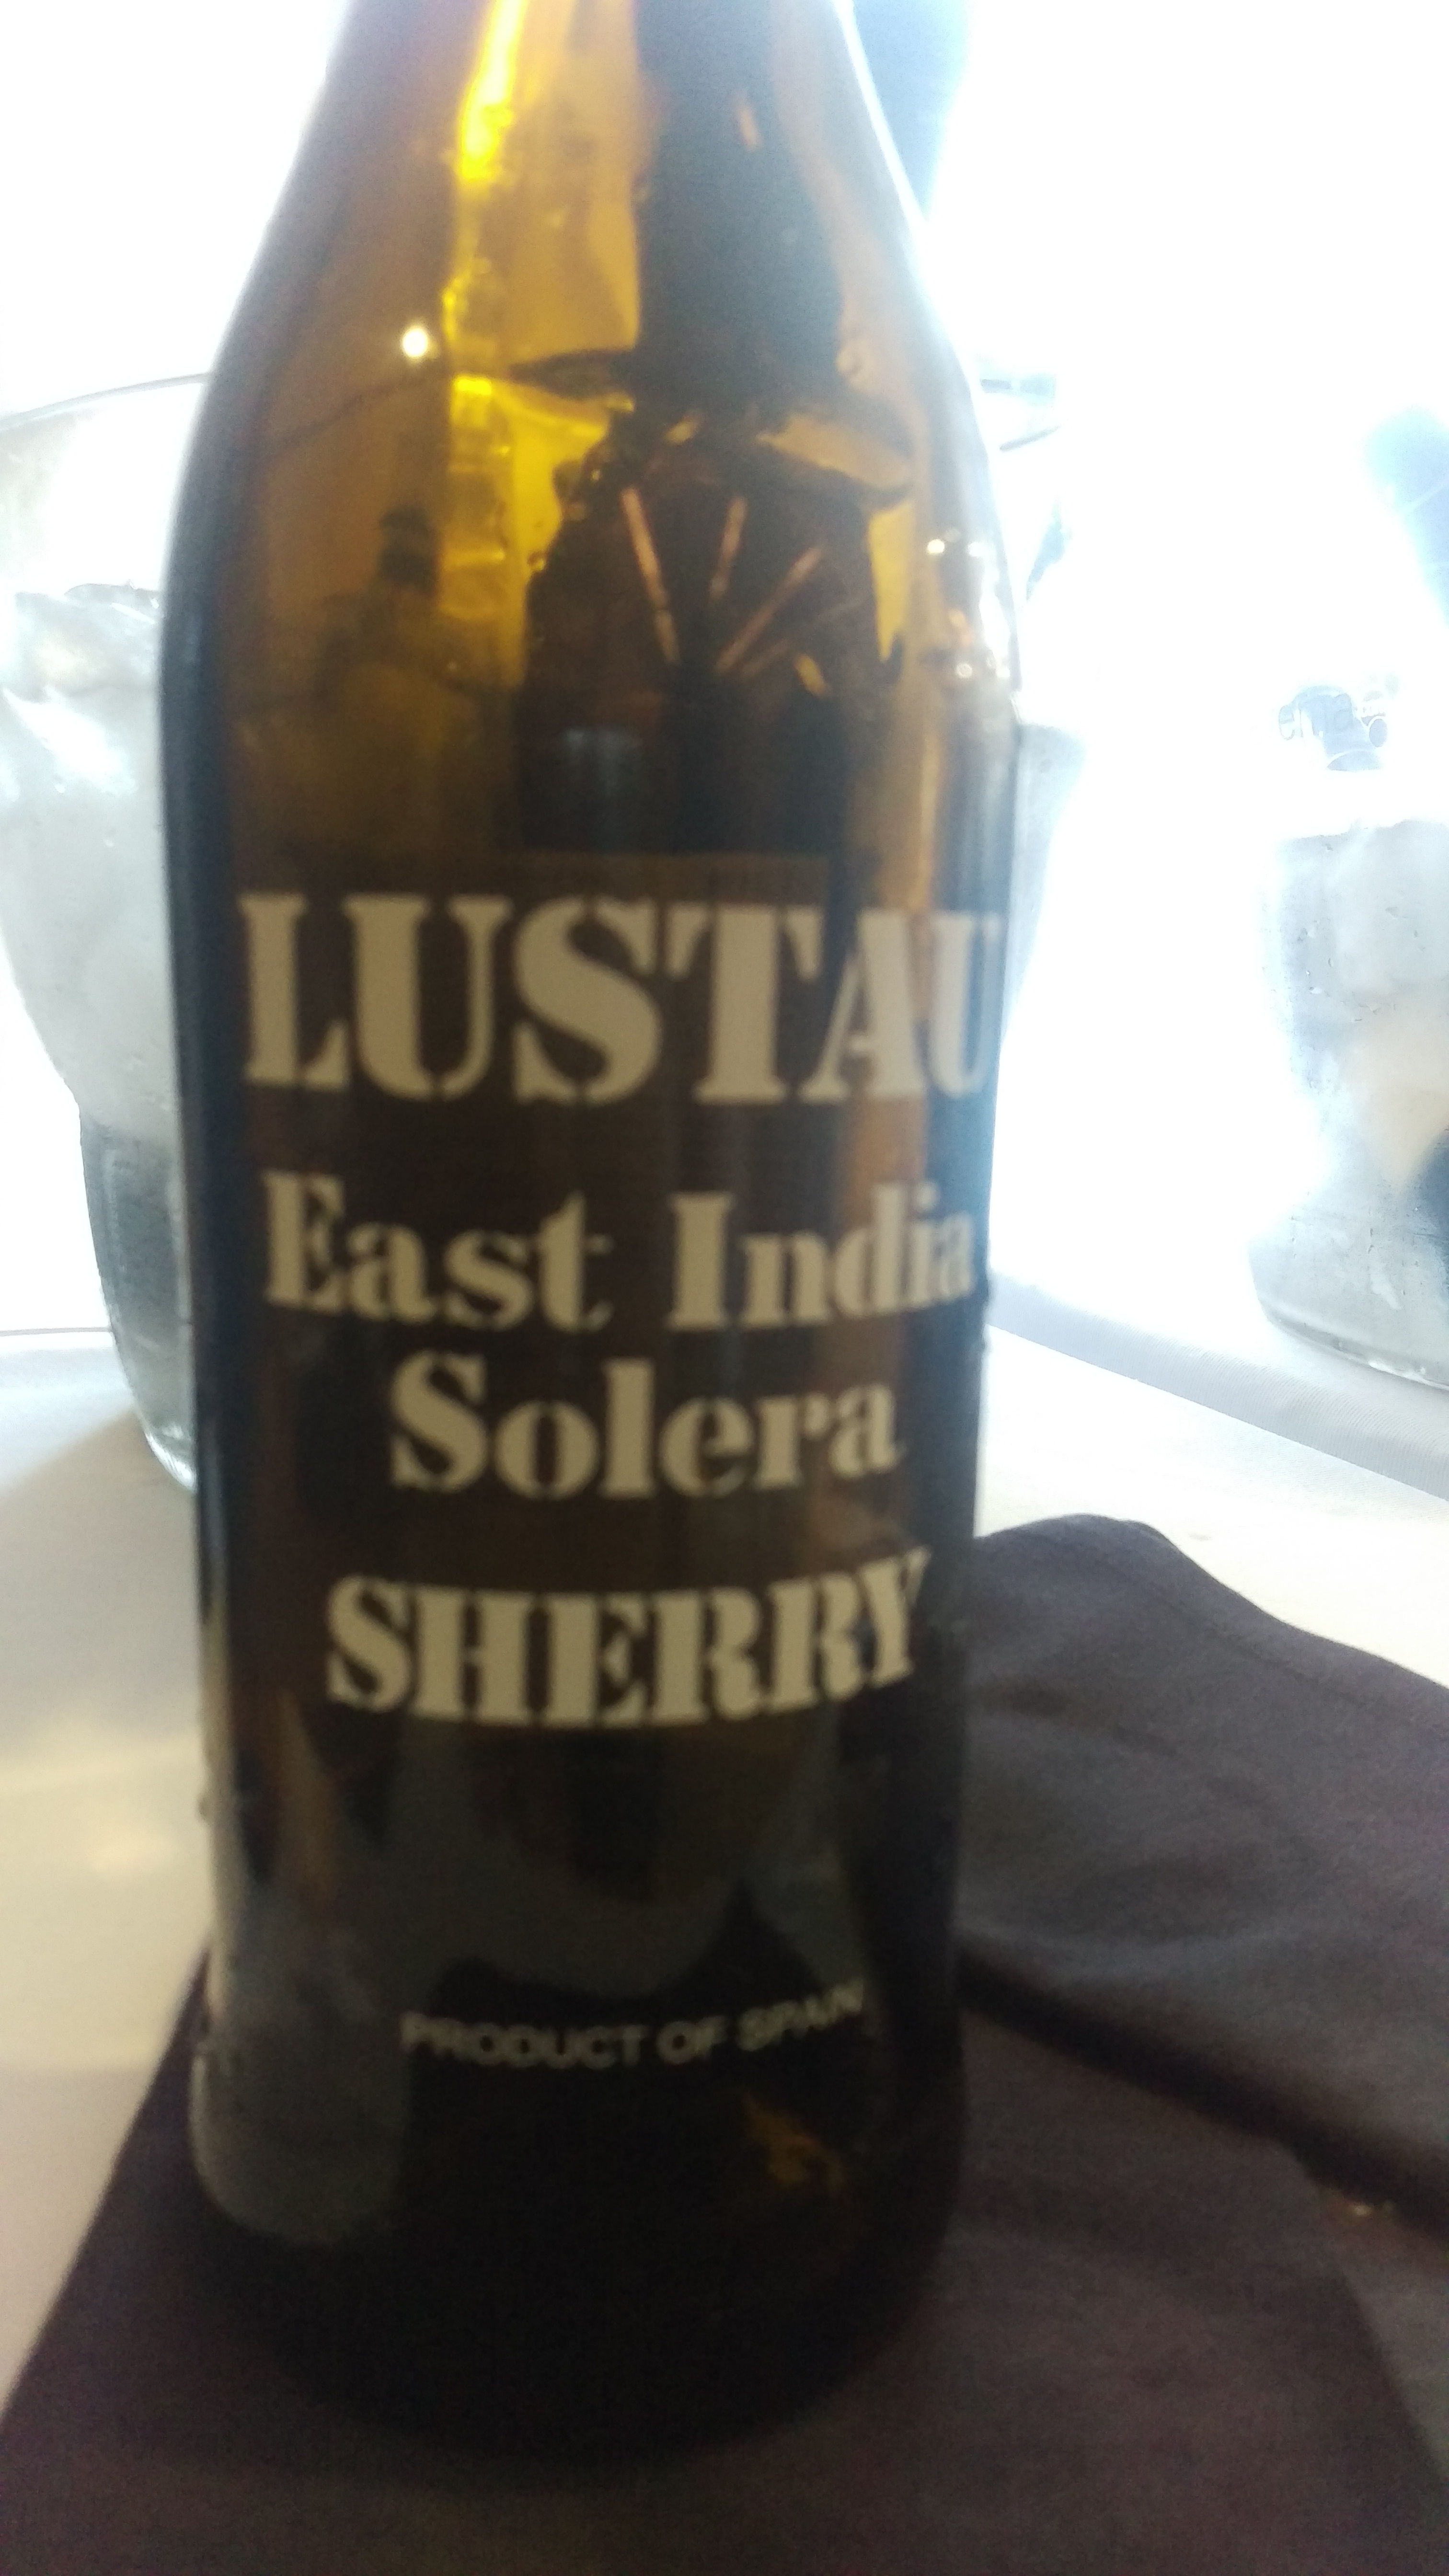 LUSTAU
East India
Solera
SHERRY
PRODUCT OF SPAIN